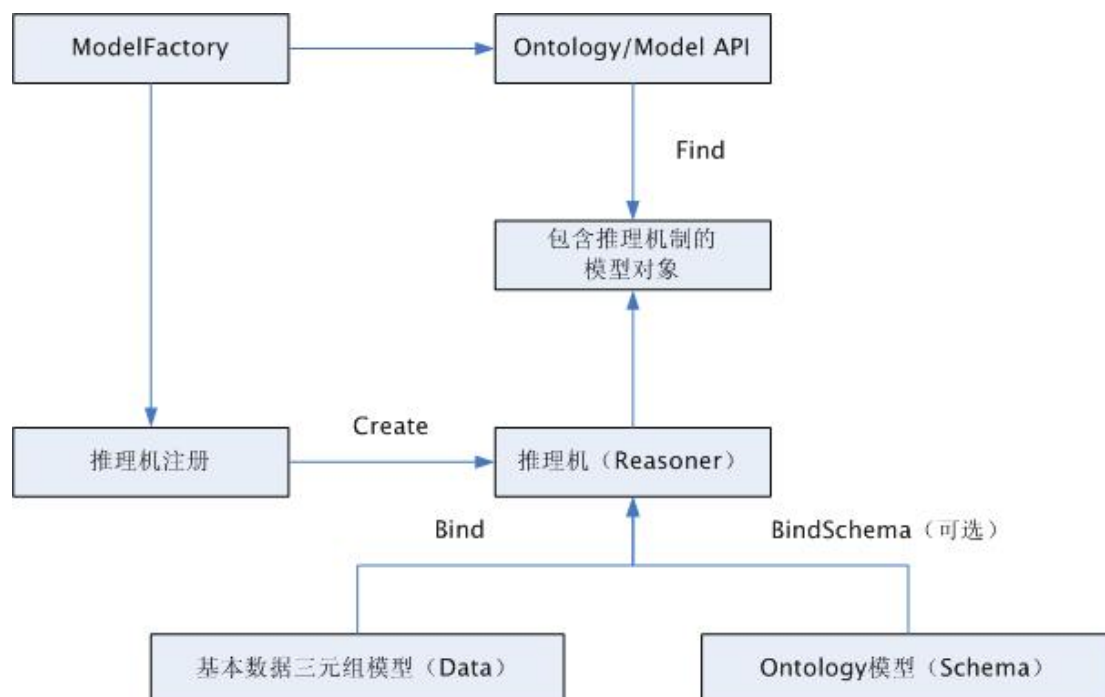 ModelFactory
Ontology/Model API
Find
包含推理机制的
模型对象
Create
推理机注册
推理机（Reasoner）
Bind
BindSchema（可选）
基本数据三元组模型（Data）
Ontology模型（Schema）